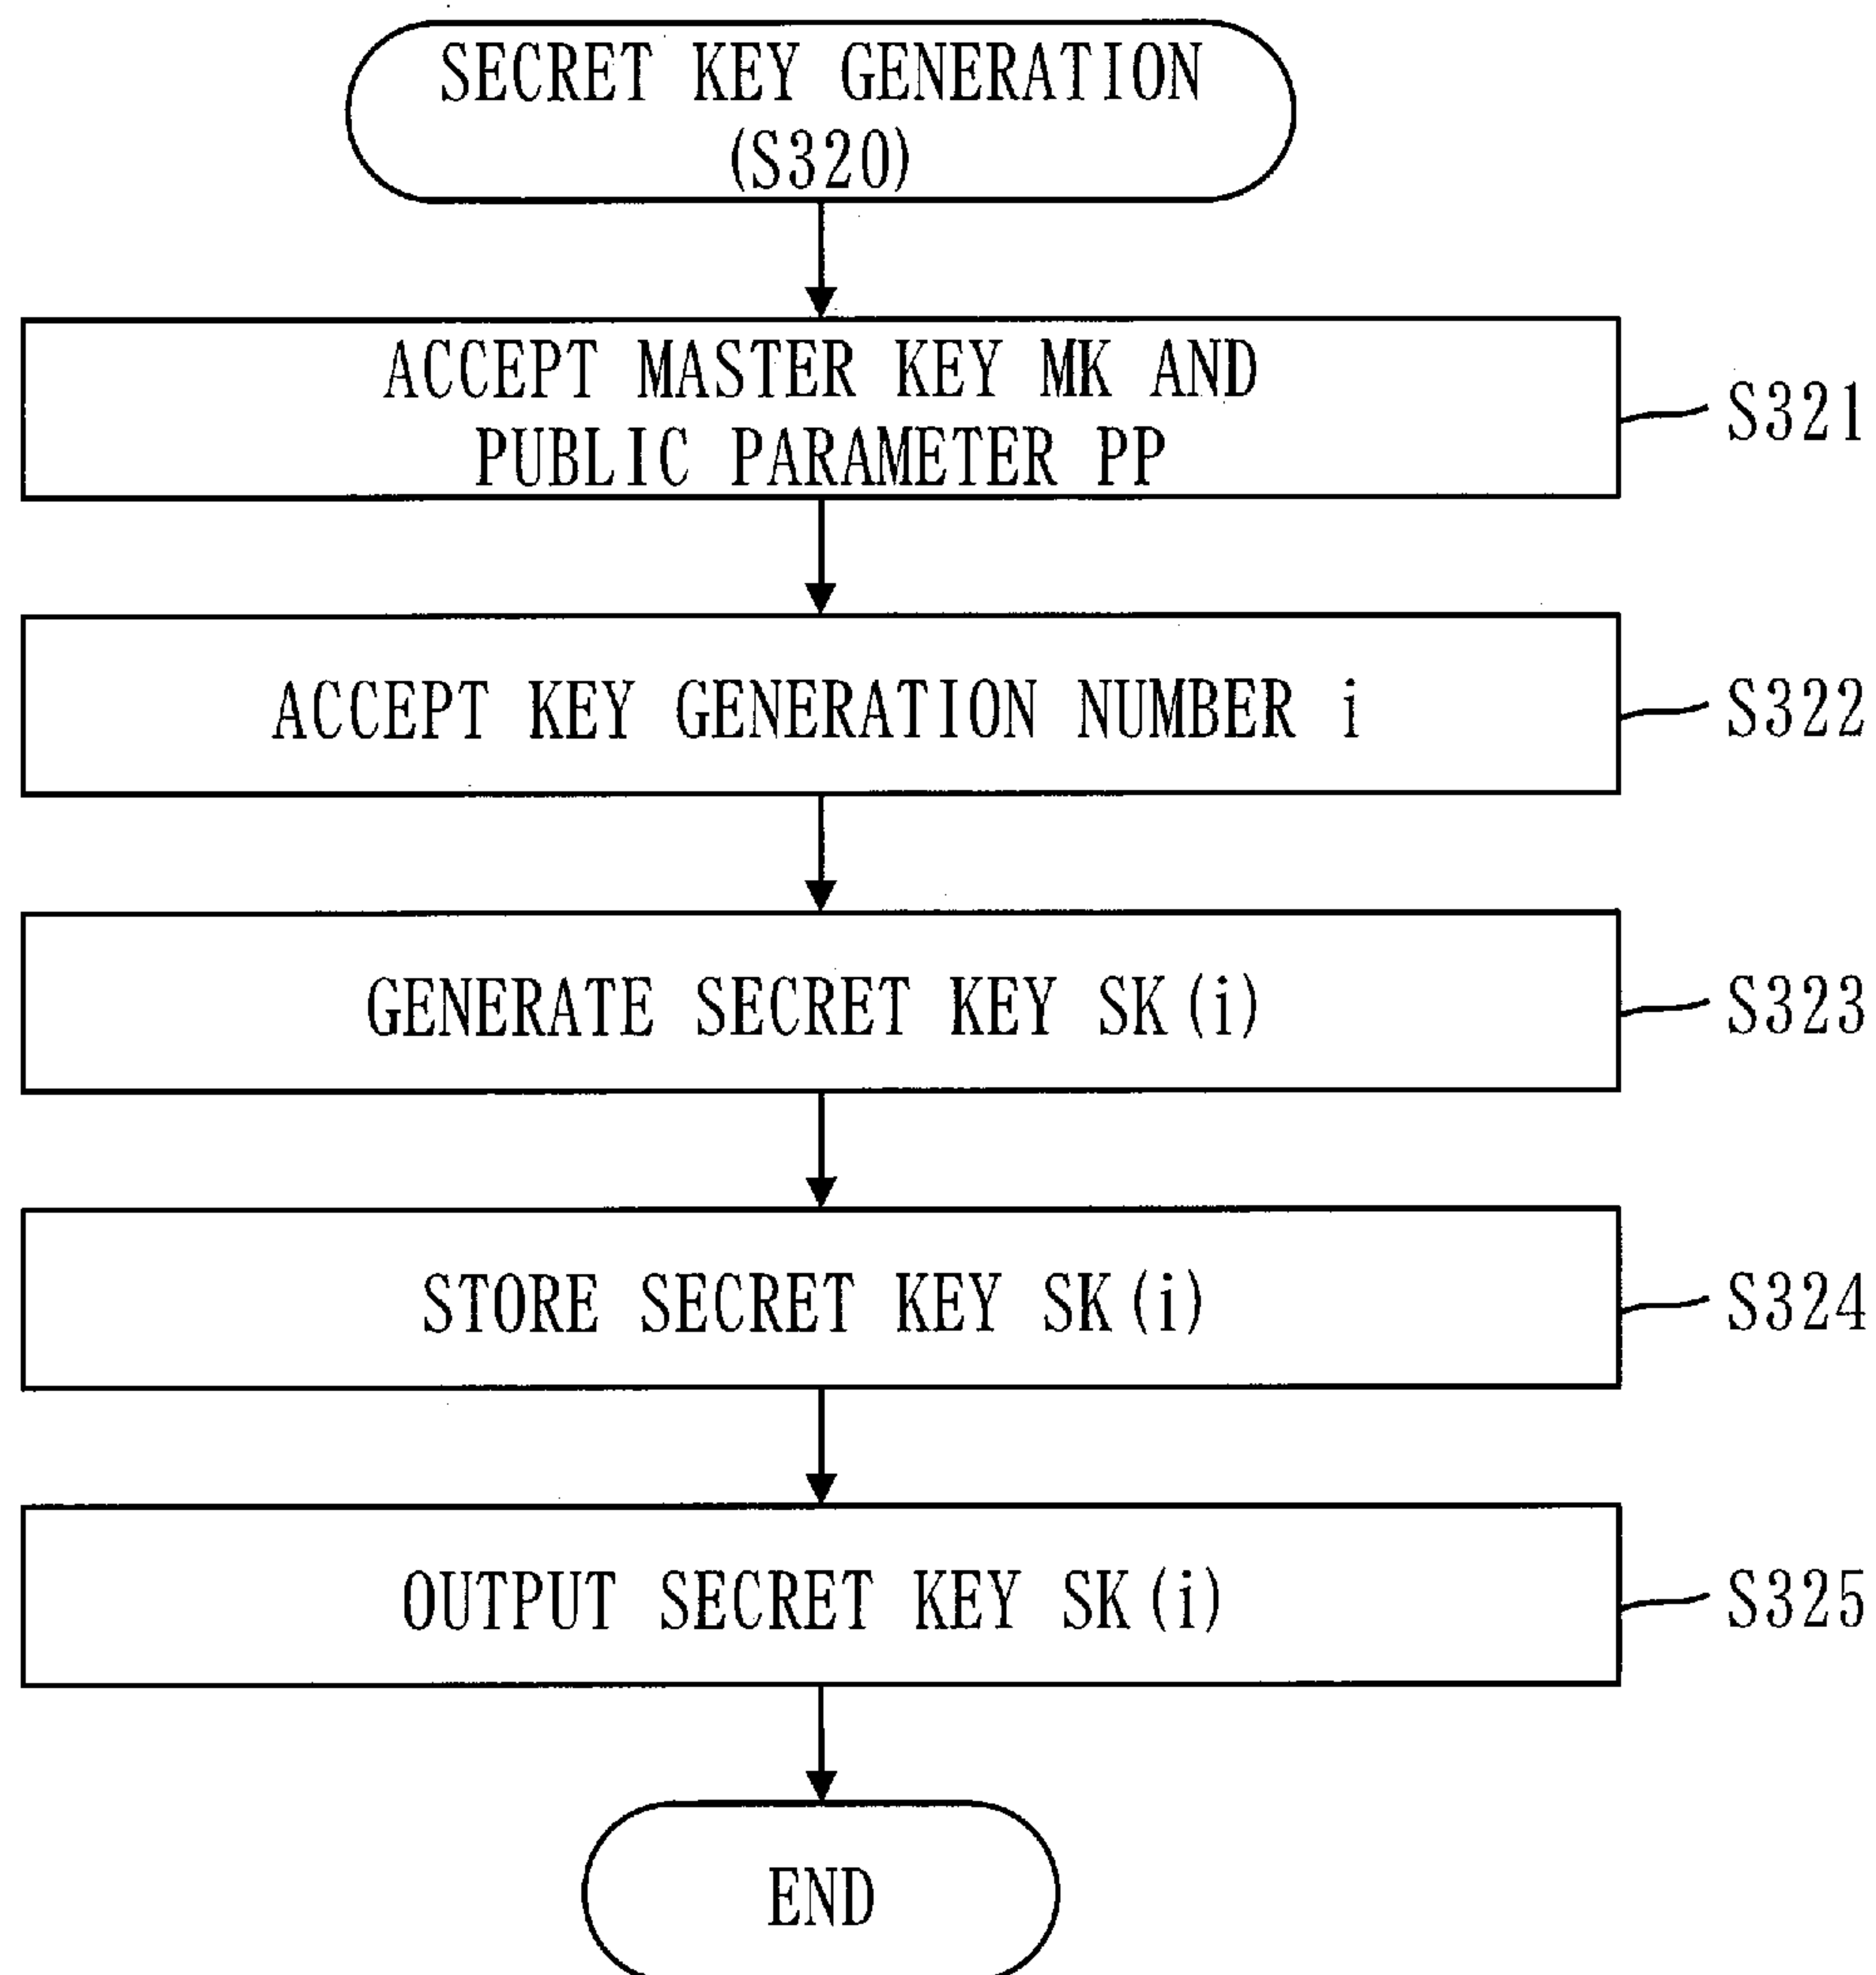 SECRET KEY GENERATION
(S320)
ACCEPT MASTER KEY MK AND
PUBLIC PARAMETER PP
S321
ACCEPT KEY GENERATION NUMBER i
S322
GENERATE SECRET KEY SK(i)
S323
STORE SECRET KEY SK(i)
S324
OUTPUT SECRET KEY SK(i)
S325
END